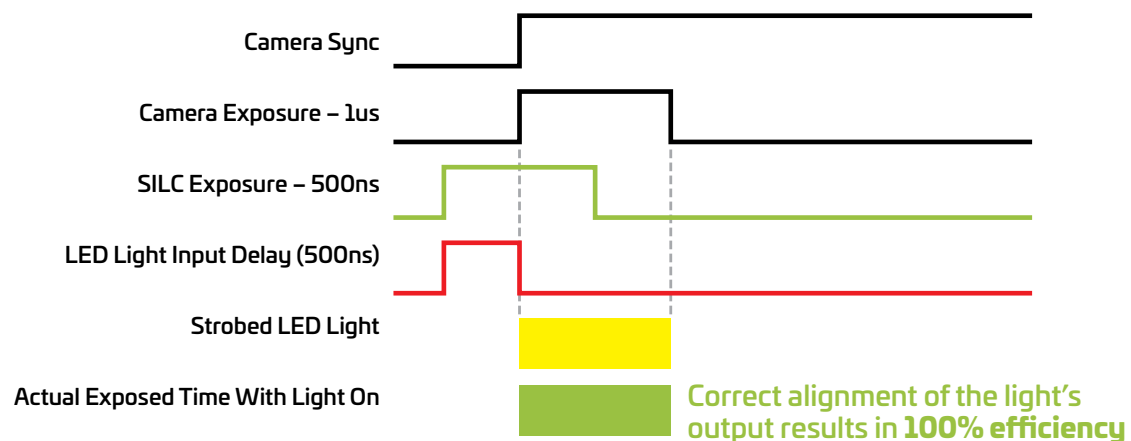 Camera Sync
Camera Exposure – 1us
SILC Exposure – 500ns
LED Light Input Delay (500ns)
Strobed LED Light
Actual Exposed Time With Light On
Correct alignment of the light’s
output results in 100% efficiency